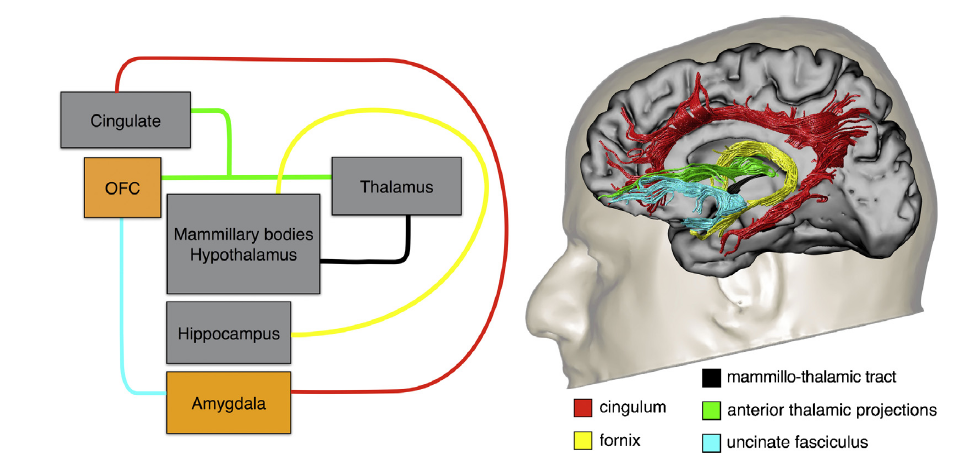 Cingulate
OFC
Thalamus
Mammillary bodies
Hypothalamus
Hippocampus
Amygdala
mammillo-thalamic tract
cingulum
anterior thalamic projections
fornix
uncinate fasciculus